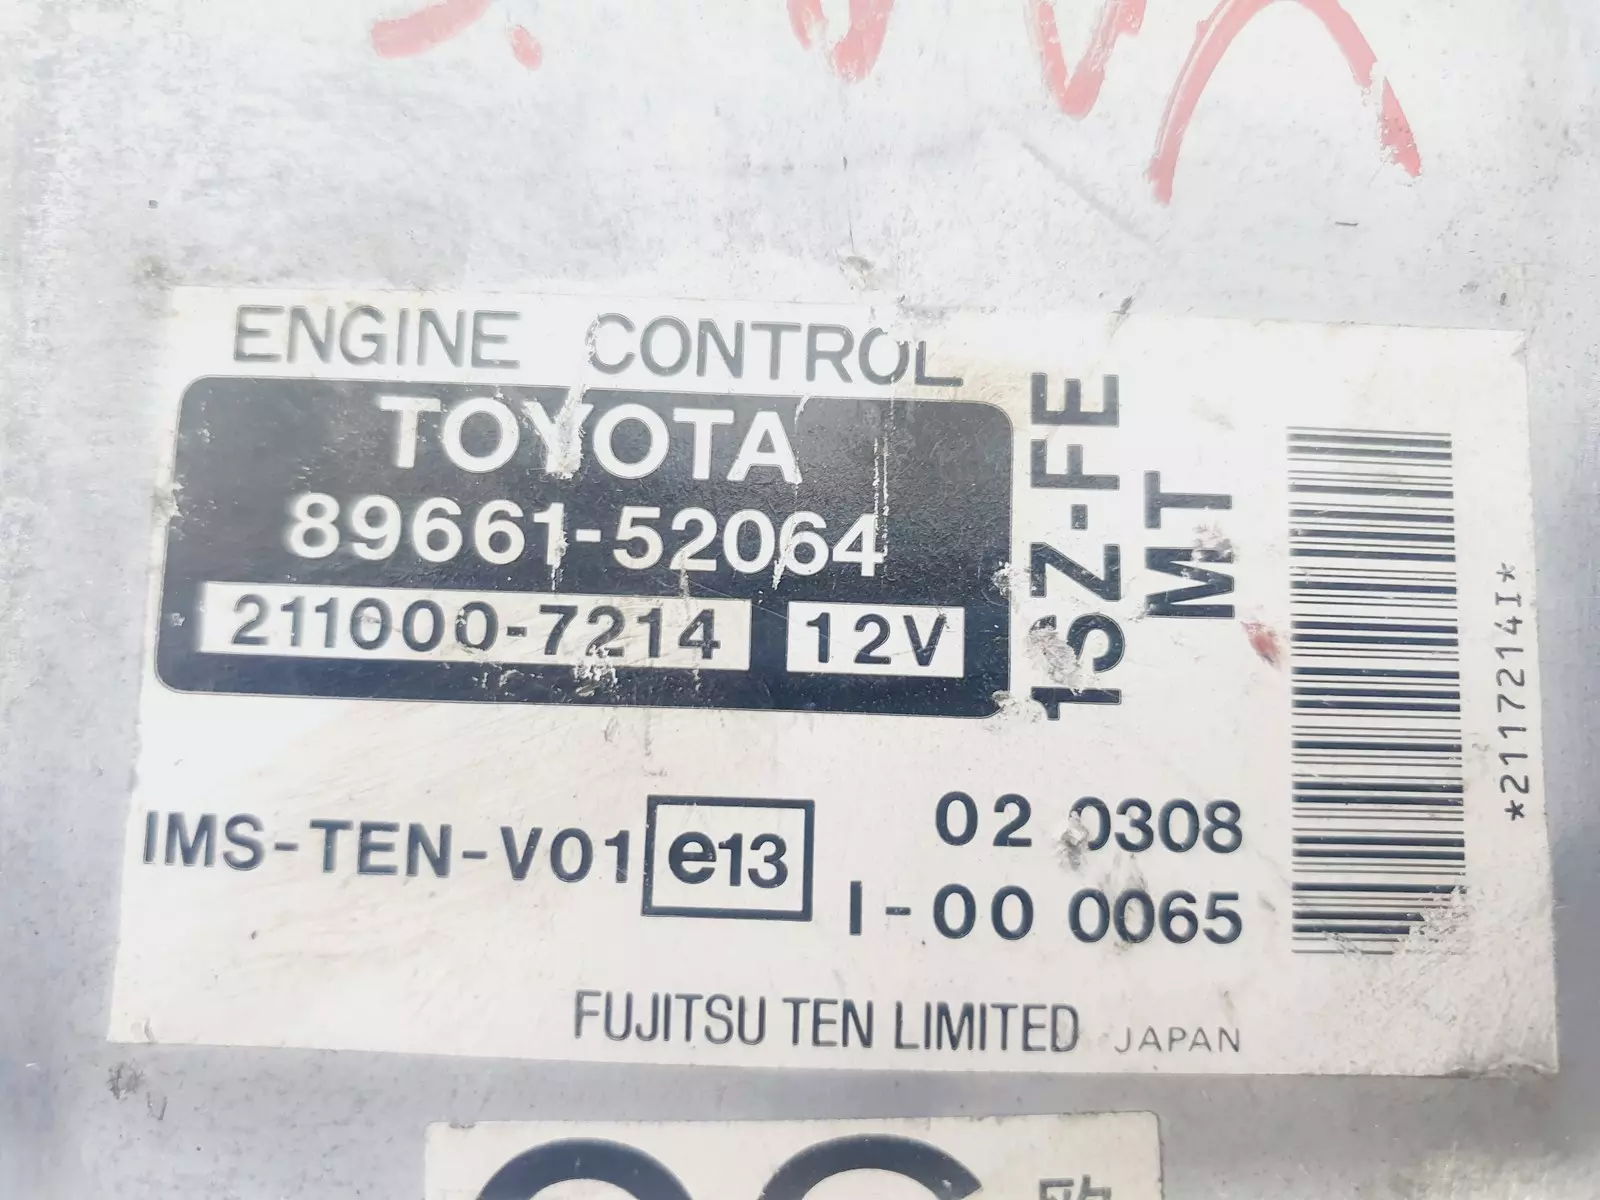 ENGINE CONTROL
TOYOTA
89661-52064
211000-7214 12V
1SZ-FE
MT
*2117214I*
IMS-TEN-V01 e13 02 0308
I-00 0065
FUJITSU TEN LIMITED JAPAN